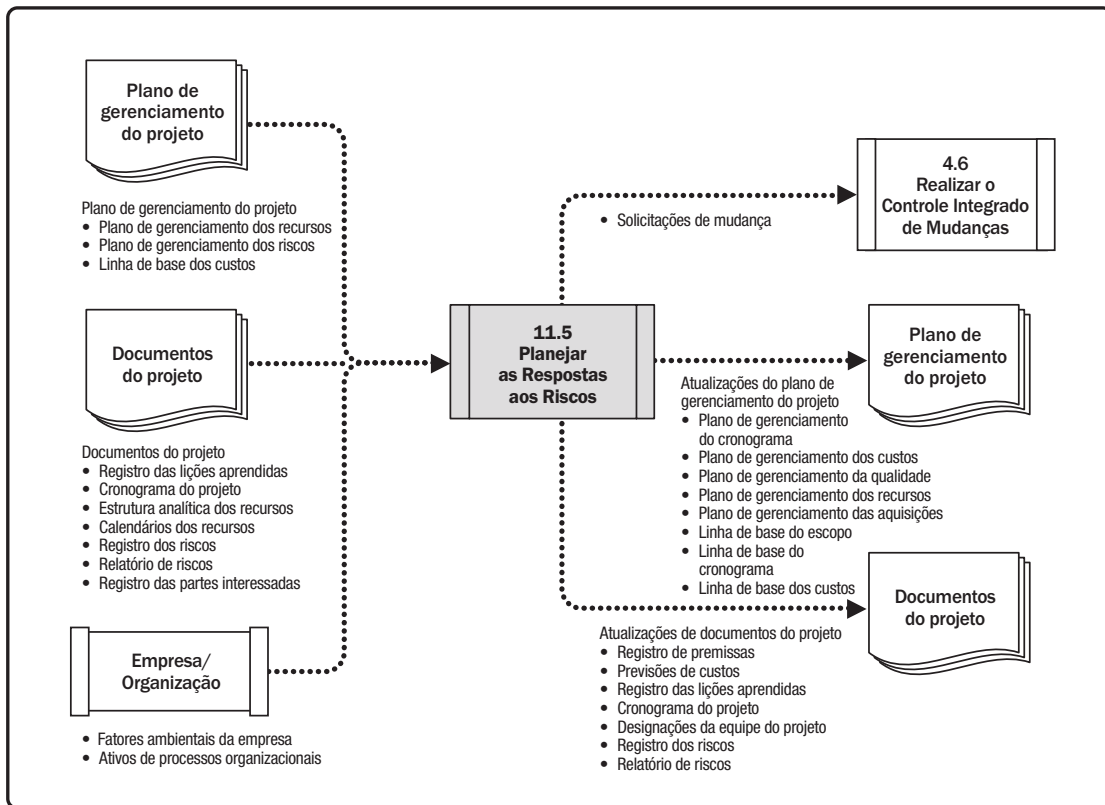 Plano de
gerenciamento
do projeto
Plano de gerenciamento do projeto
• Plano de gerenciamento dos recursos
• Plano de gerenciamento dos riscos
• Linha de base dos custos
Documentos
do projeto
Documentos do projeto
• Registro das lições aprendidas
• Cronograma do projeto
• Estrutura analítica dos recursos
• Calendários dos recursos
• Registro dos riscos
• Relatório de riscos
• Registro das partes interessadas
Empresa/
Organização
• Fatores ambientais da empresa
• Ativos de processos organizacionais
11.5
Planejar
as Respostas
aos Riscos
• Solicitações de mudança
4.6
Realizar o
Controle Integrado
de Mudanças
Plano de
gerenciamento
do projeto
Atualizações do plano de
gerenciamento do projeto
• Plano de gerenciamento
do cronograma
• Plano de gerenciamento dos custos
• Plano de gerenciamento da qualidade
• Plano de gerenciamento dos recursos
• Plano de gerenciamento das aquisições
• Linha de base do escopo
• Linha de base do
cronograma
• Linha de base dos custos
Documentos
do projeto
Atualizações de documentos do projeto
• Registro de premissas
• Previsões de custos
• Registro das lições aprendidas
• Cronograma do projeto
• Designações da equipe do projeto
• Registro dos riscos
• Relatório de riscos